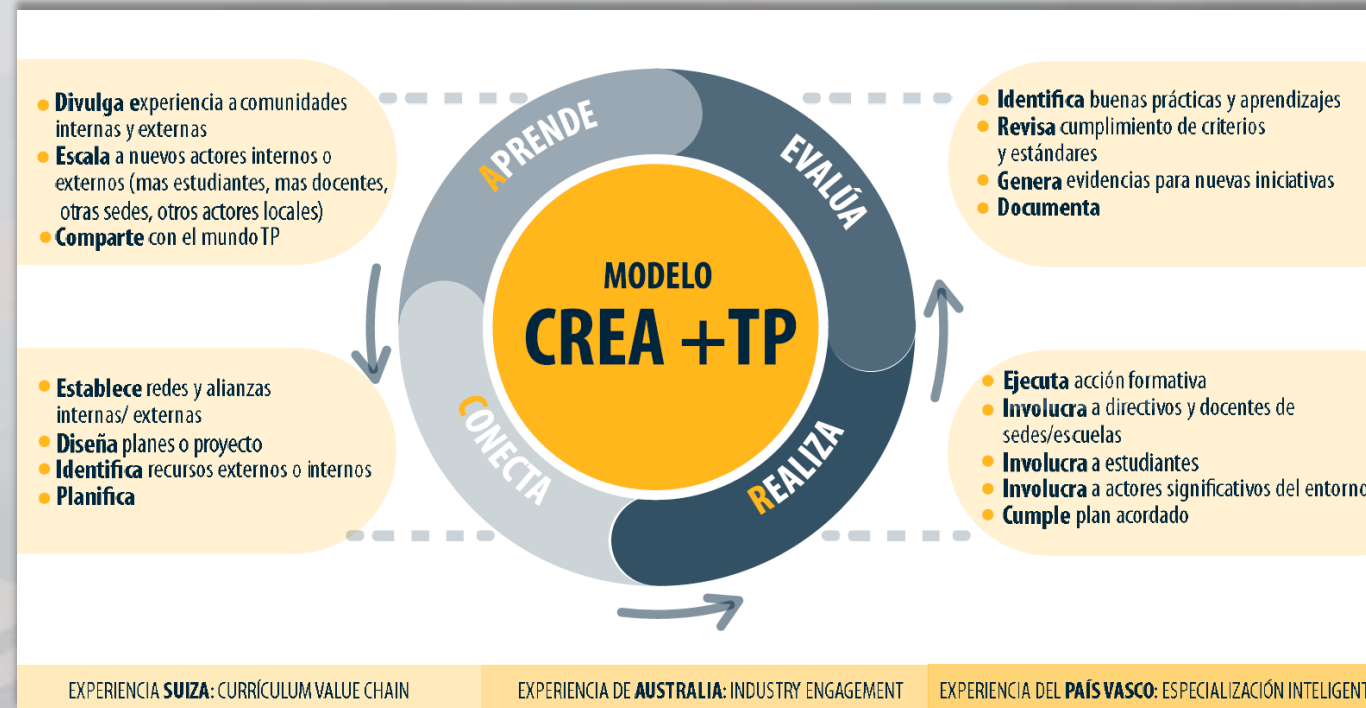 Divulga experiencia a comunidades
internas y externas
Escala a nuevos actores internos o
externos (mas estudiantes, mas docentes,
otras sedes, otros actores locales)
Comparte con el mundo TP
Establece redes y alianzas
internas/ externas
Diseña planes o proyecto
Identifica recursos externos o internos
Planifica
APRENDE
EVALÚA
CONECTA
REALIZA
MODELO
CREA +TP
Identifica buenas prácticas y aprendizajes
Revisa cumplimiento de criterios
y estándares
Genera evidencias para nuevas iniciativas
Documenta
Ejecuta acción formativa
Involucra a directivos y docentes de
sedes/escuelas
Involucra a estudiantes
Involucra a actores significativos del entorno
Cumple plan acordado
EXPERIENCIA SUIZA: CURRÍCULUM VALUE CHAIN
EXPERIENCIA DE AUSTRALIA: INDUSTRY ENGAGEMENT
EXPERIENCIA DEL PAÍS VASCO: ESPECIALIZACIÓN INTELIGENT